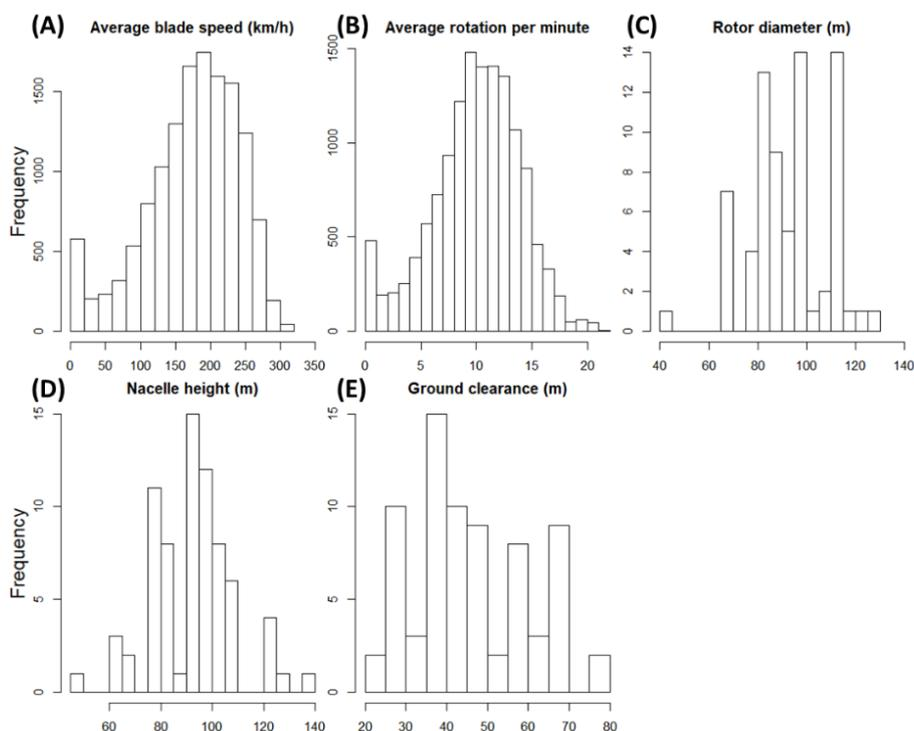 (A) Average blade speed (km/h)
Frequency
0 500 1000 1500
0 50 100 150 200 250 300 350
(B) Average rotation per minute
0 500 1000 1500
0 5 10 15 20
(C) Rotor diameter (m)
0 2 4 6 8 10 12 14
40 60 80 100 120 140
(D) Nacelle height (m)
Frequency
0 5 10 15
60 80 100 120 140
(E) Ground clearance (m)
0 5 10 15
20 30 40 50 60 70 80